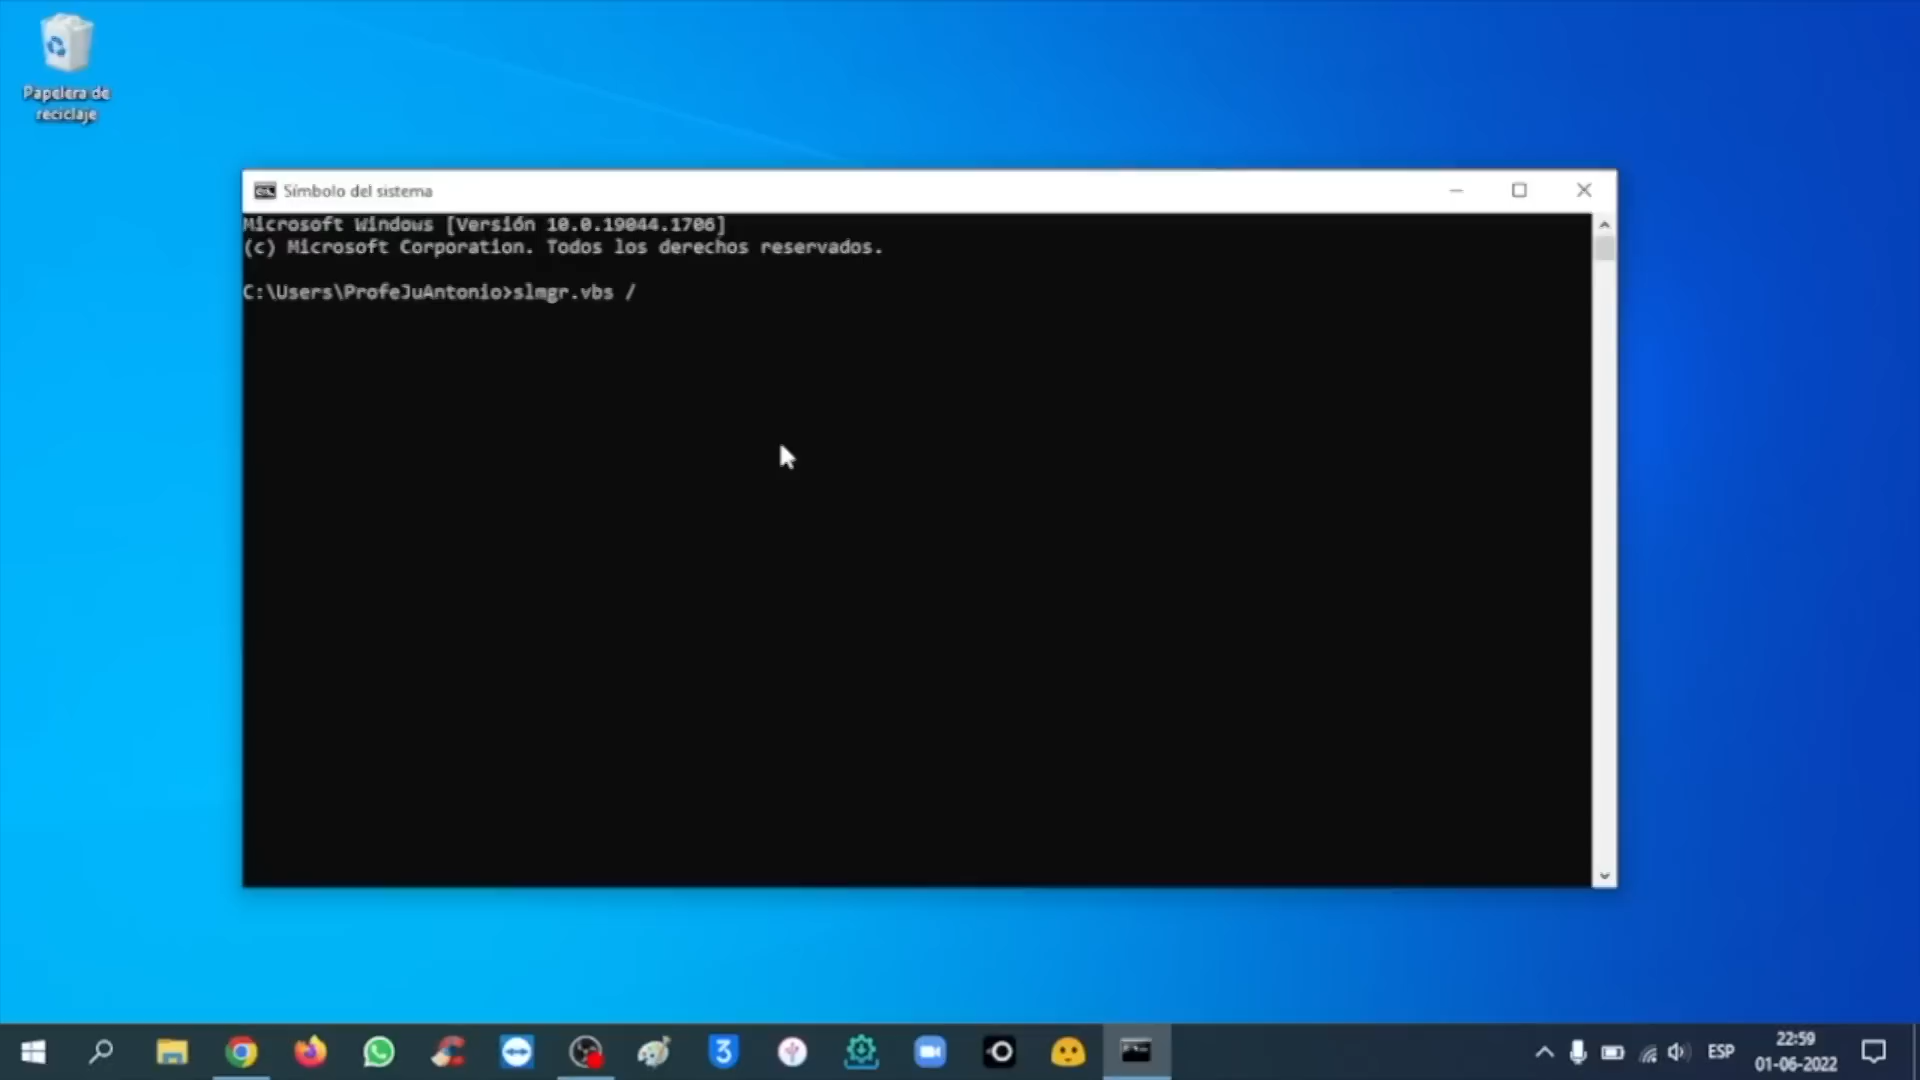 Papelera de
reciclaje
Símbolo del sistema
Microsoft Windows [Versión 10.0.19044.1706]
(c) Microsoft Corporation. Todos los derechos reservados.
C:\Users\ProfeJuAntonio>slmgr.vbs /
3
ESP
22:59
01-06-2022